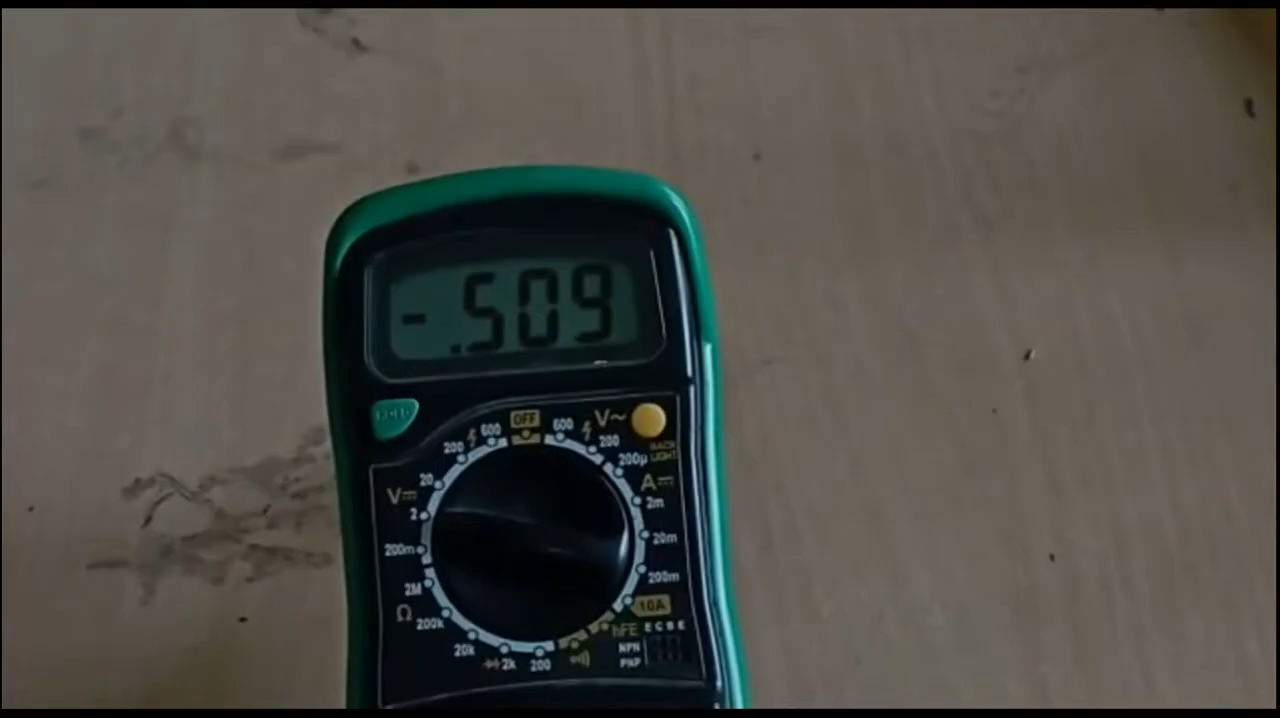 - .509
HOLD
OFF
600
V~
200
BACK
LIGHT
200µ
A
2m
20m
200m
10A
hFE
E C B E
NPN
PNP
200
2k
20k
200k
Ω
2M
200m
2
V
20
200
600